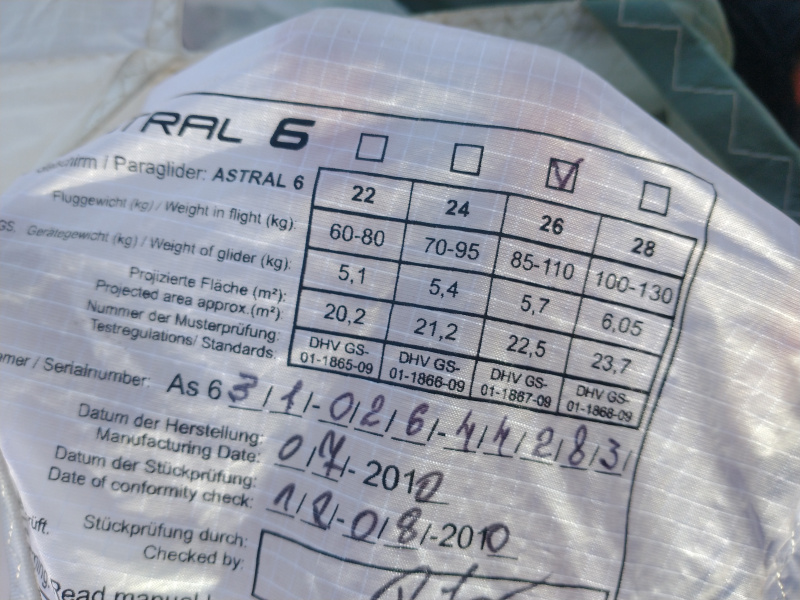 TRAL 6
Paraglider: ASTRAL 6 22 24 26 28
Fluggewicht (kg) / Weight in flight (kg): 60-80 70-95 85-110 100-130
GS. Gerätegewicht (kg) / Weight of glider (kg): 5,1 5,4 5,7 6,05
Projizierte Fläche (m²):
Projected area approx.(m²): 20,2 21,2 22,5 23,7
Nummer der Musterprüfung:
Testregulations/ Standards: DHV GS- 01-1865-09 DHV GS- 01-1866-09 DHV GS- 01-1867-09 DHV GS- 01-1868-09
mer / Serialnumber: As 6 3/1/-0/2/6/-4/4/2/8/3/
Datum der Herstellung:
Manufacturing Date: 0/7/-2010
Datum der Stückprüfung:
Date of conformity check: 1/2/-0/8/-2010
rüft. Stückprüfung durch:
Checked by:
Read manual